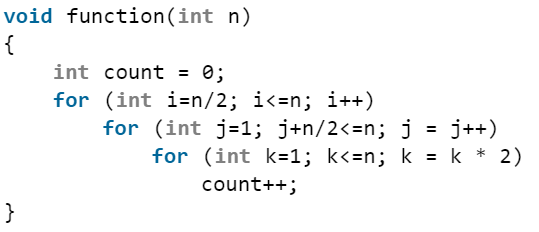 void function(int n)
{
    int count = 0;
    for (int i=n/2; i<=n; i++)
        for (int j=1; j+n/2<=n; j = j++)
            for (int k=1; k<=n; k = k * 2)
                count++;
}